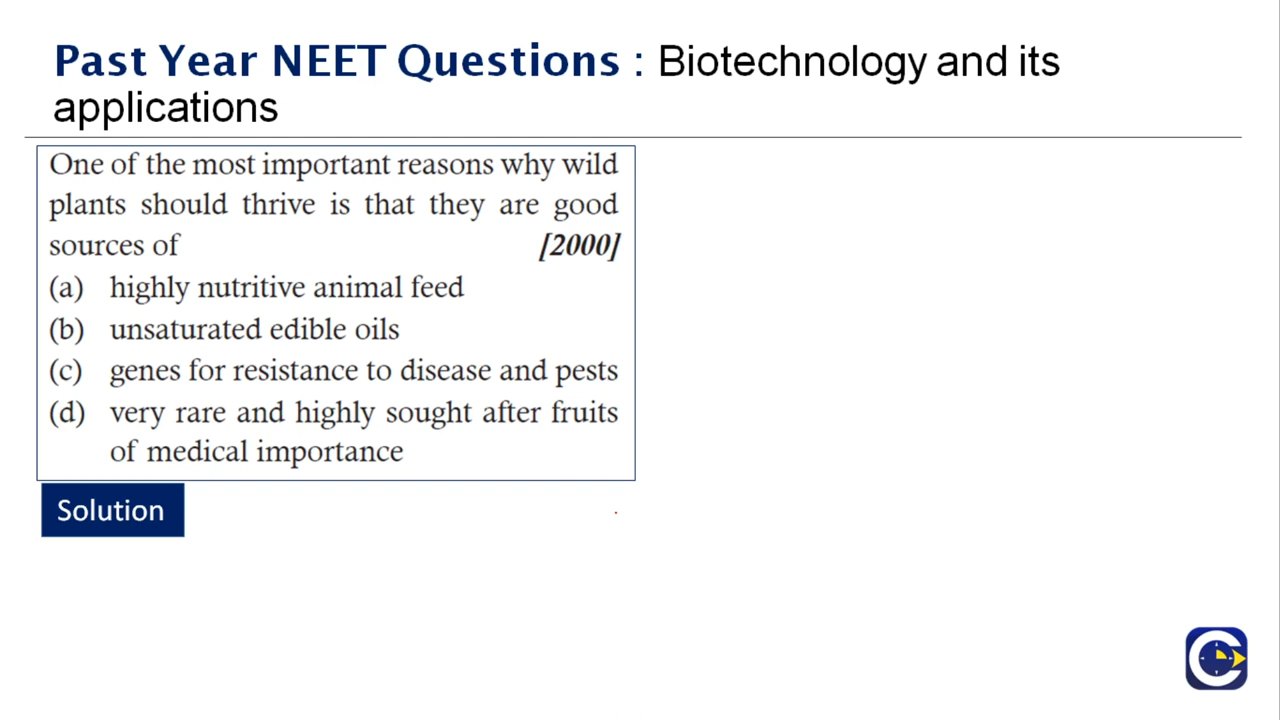 Past Year NEET Questions : Biotechnology and its
applications
One of the most important reasons why wild
plants should thrive is that they are good
sources of [2000]
(a) highly nutritive animal feed
(b) unsaturated edible oils
(c) genes for resistance to disease and pests
(d) very rare and highly sought after fruits
of medical importance
Solution